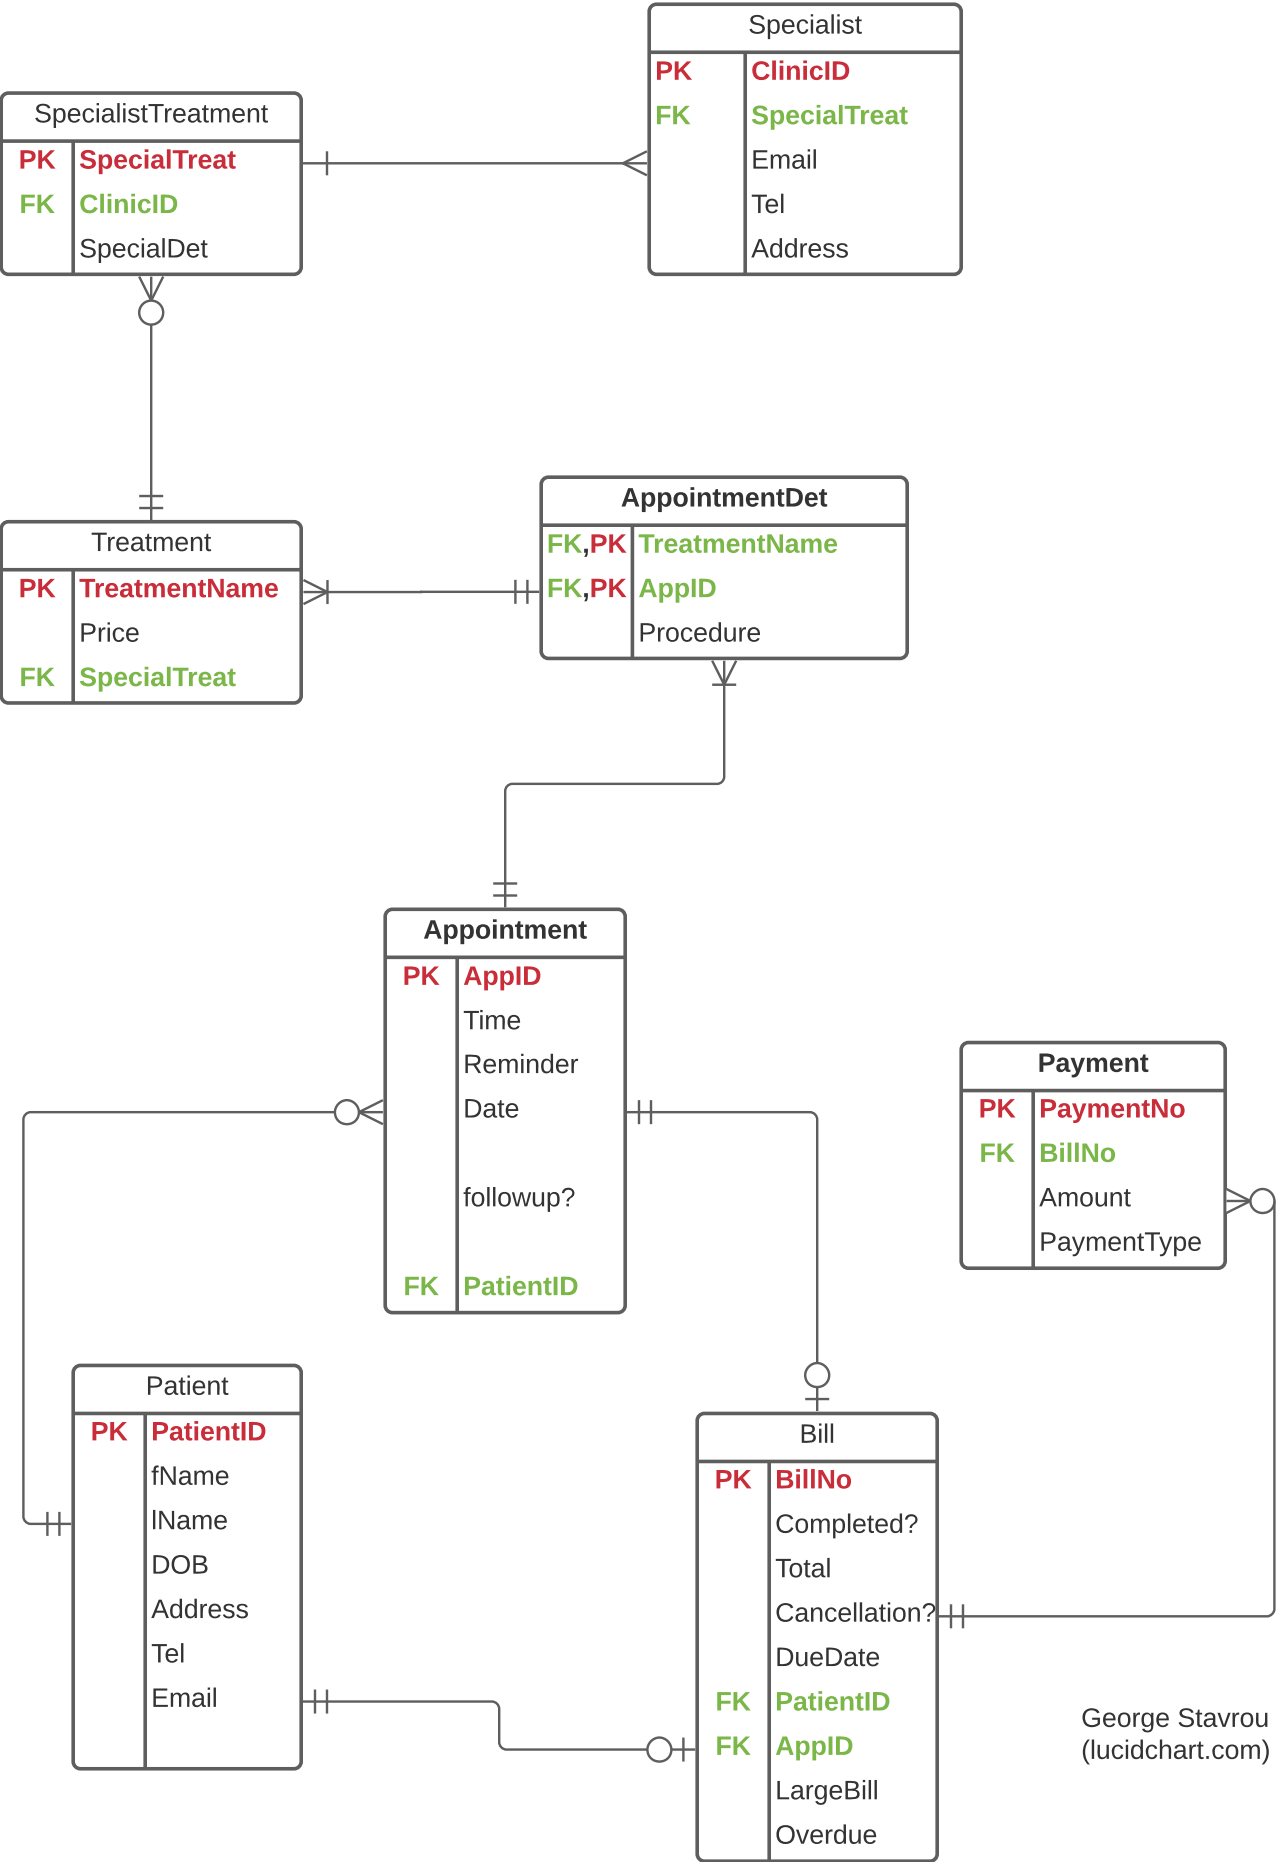 Specialist
PK ClinicID
FK SpecialTreat
Email
Tel
Address
SpecialistTreatment
PK SpecialTreat
FK ClinicID
SpecialDet
Treatment
PK TreatmentName
Price
FK SpecialTreat
AppointmentDet
FK,PK TreatmentName
FK,PK AppID
Procedure
Appointment
PK AppID
Time
Reminder
Date
followup?
FK PatientID
Payment
PK PaymentNo
FK BillNo
Amount
PaymentType
Patient
PK PatientID
fName
lName
DOB
Address
Tel
Email
Bill
PK BillNo
Completed?
Total
Cancellation?
DueDate
FK PatientID
FK AppID
LargeBill
Overdue
George Stavrou
(lucidchart.com)